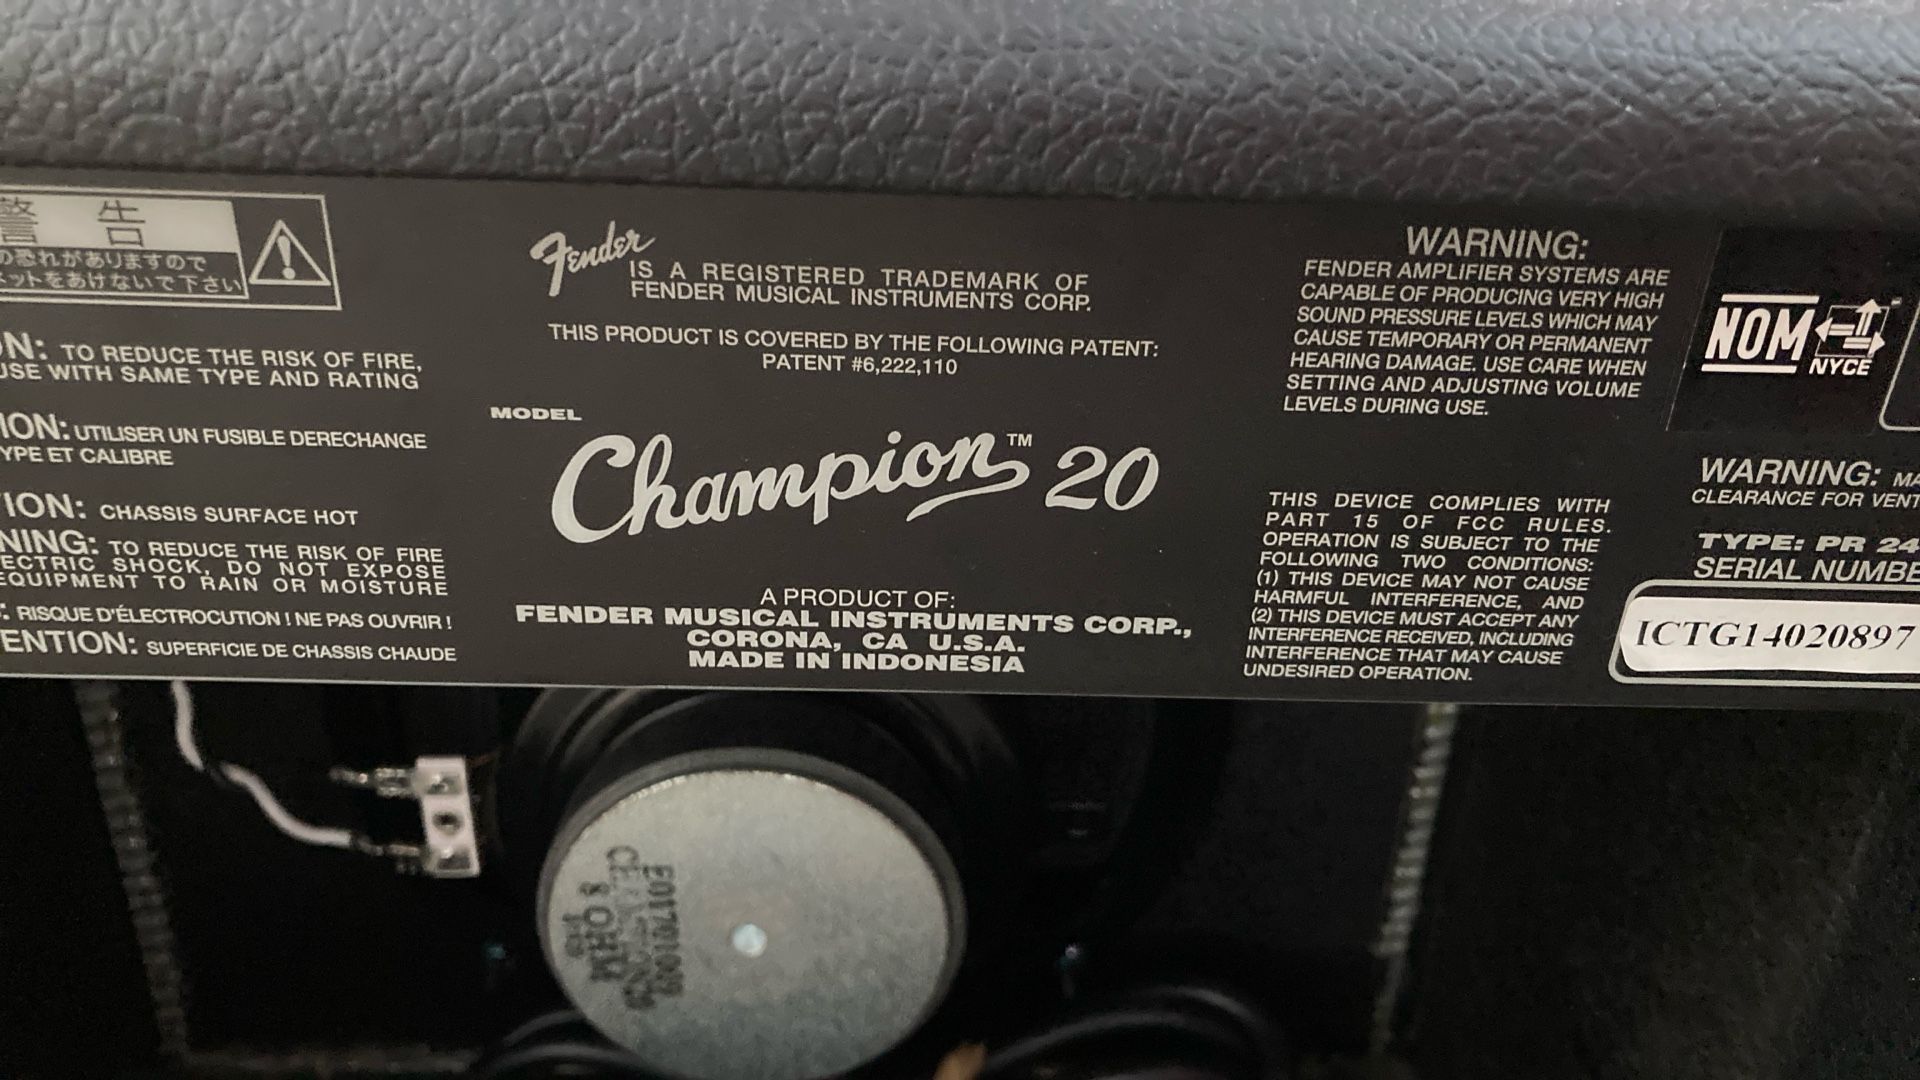 警告
の恐れがありますので
ットをあけないで下さい
N: TO REDUCE THE RISK OF FIRE,
USE WITH SAME TYPE AND RATING
ION: UTILISER UN FUSIBLE DERECHANGE
YPE ET CALIBRE
ION: CHASSIS SURFACE HOT
NING: TO REDUCE THE RISK OF FIRE
ECTRIC SHOCK, DO NOT EXPOSE
EQUIPMENT TO RAIN OR MOISTURE
: RISQUE D'ÉLECTROCUTION ! NE PAS OUVRIR !
ENTION: SUPERFICIE DE CHASSIS CHAUDE
Fender
IS A REGISTERED TRADEMARK OF
FENDER MUSICAL INSTRUMENTS CORP.
THIS PRODUCT IS COVERED BY THE FOLLOWING PATENT:
PATENT #6,222,110
MODEL
Champion™ 20
A PRODUCT OF:
FENDER MUSICAL INSTRUMENTS CORP.,
CORONA, CA U.S.A.
MADE IN INDONESIA
WARNING:
FENDER AMPLIFIER SYSTEMS ARE
CAPABLE OF PRODUCING VERY HIGH
SOUND PRESSURE LEVELS WHICH MAY
CAUSE TEMPORARY OR PERMANENT
HEARING DAMAGE. USE CARE WHEN
SETTING AND ADJUSTING VOLUME
LEVELS DURING USE.
THIS DEVICE COMPLIES WITH
PART 15 OF FCC RULES.
OPERATION IS SUBJECT TO THE
FOLLOWING TWO CONDITIONS:
(1) THIS DEVICE MAY NOT CAUSE
HARMFUL INTERFERENCE, AND
(2) THIS DEVICE MUST ACCEPT ANY
INTERFERENCE RECEIVED, INCLUDING
INTERFERENCE THAT MAY CAUSE
UNDESIRED OPERATION.
NOM
NYCE
WARNING: MA
CLEARANCE FOR VENT
TYPE: PR 24
SERIAL NUMBE
ICTG14020897
8 OHM